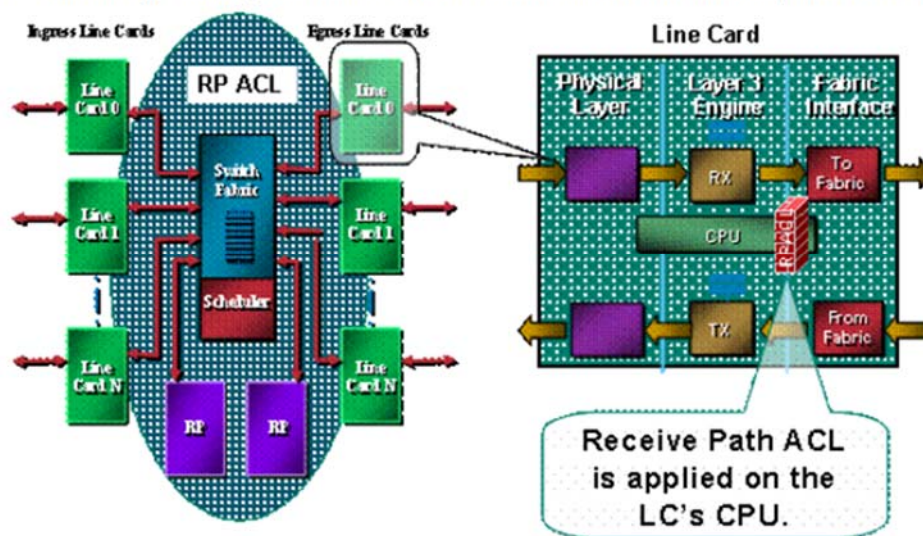 Ingress Line Cards
Egress Line Cards
RP ACL
Line
Card 0
Line
Card 1
Line
Card N
Switch
Fabric
Scheduler
Line
Card 0
Line
Card 1
Line
Card N
RP
RP
Line Card
Physical
Layer
Layer 3
Engine
Fabric
Interface
RX
To
Fabric
CPU
RPACL
TX
From
Fabric
Receive Path ACL
is applied on the
LC's CPU.